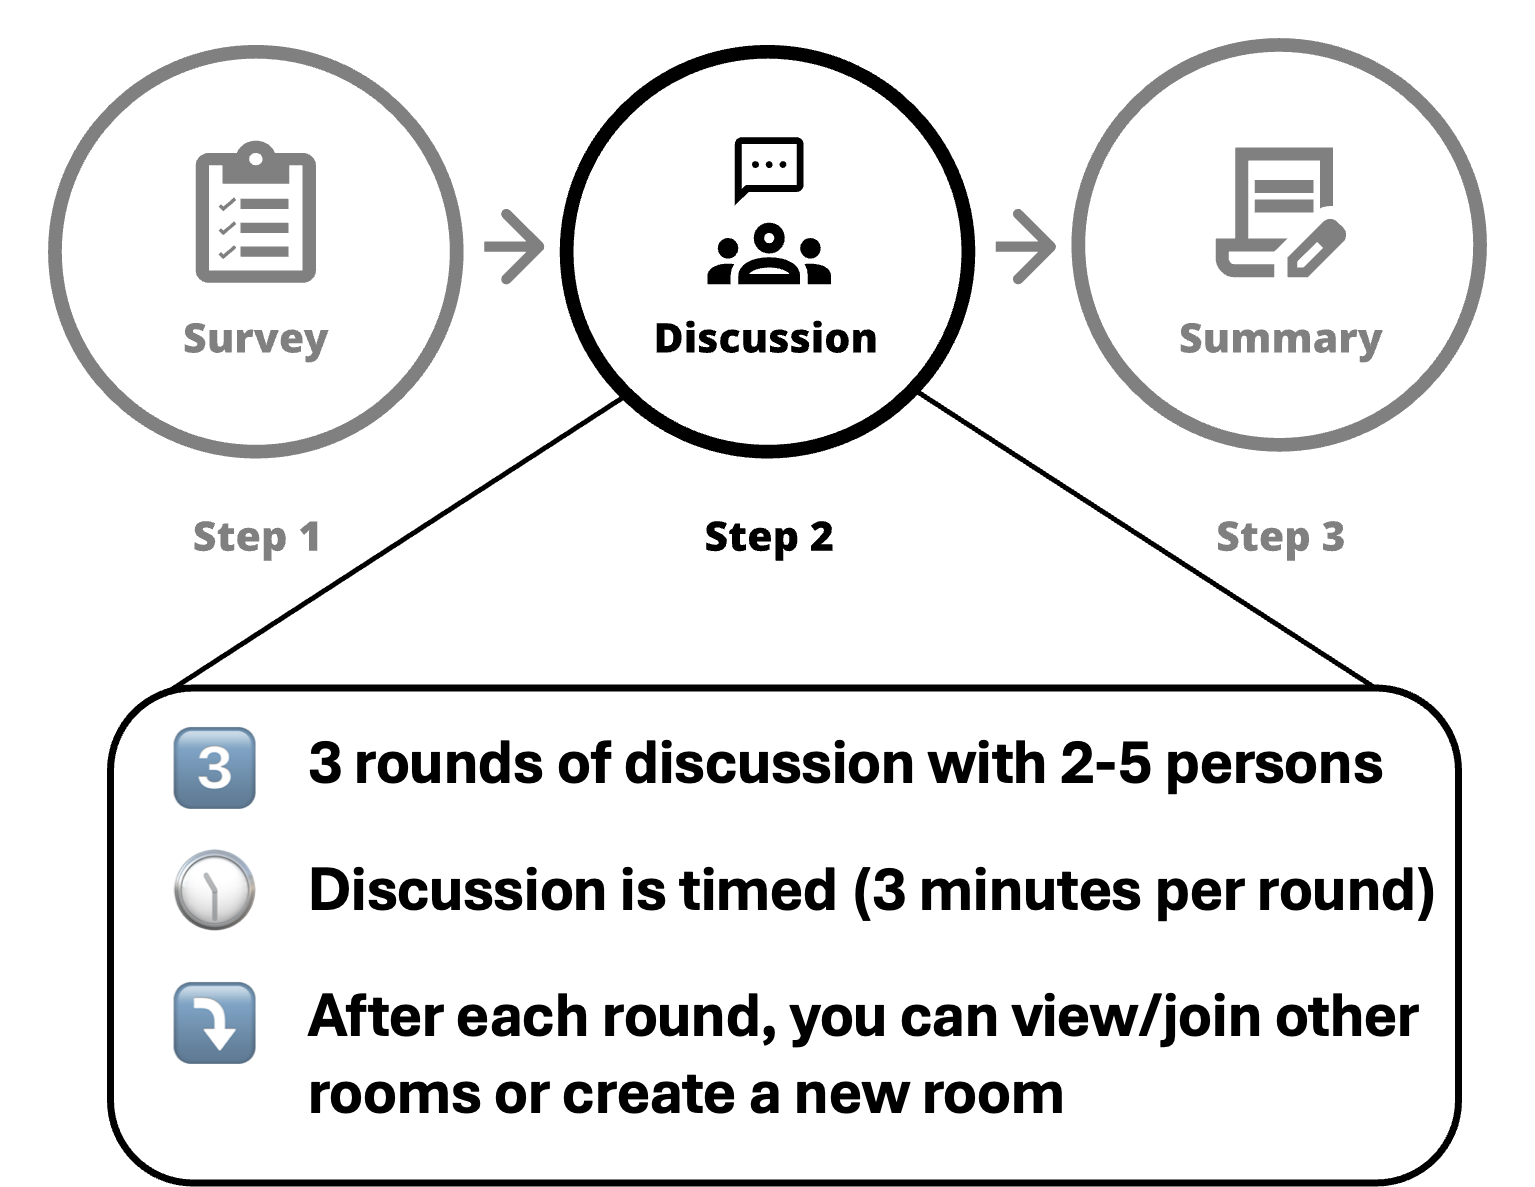 Survey
Discussion
Summary
Step 1
Step 2
Step 3
3
3 rounds of discussion with 2-5 persons
Discussion is timed (3 minutes per round)
After each round, you can view/join other
rooms or create a new room